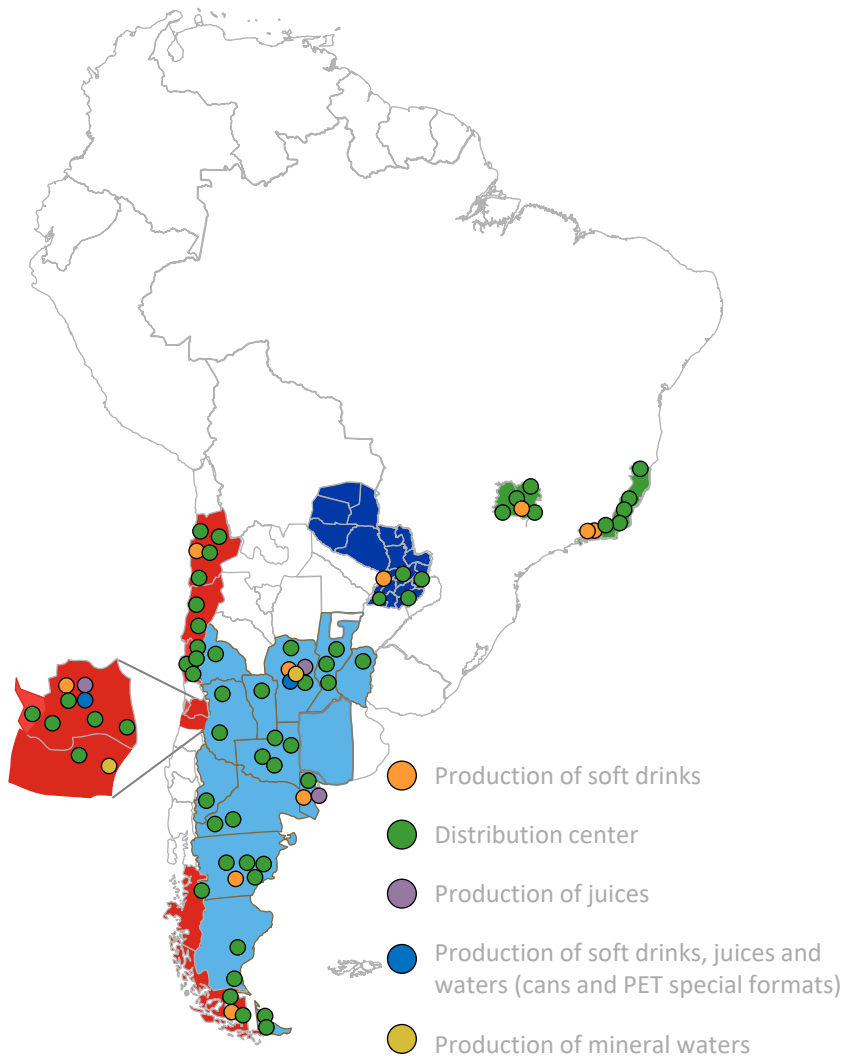 Production of soft drinks
Distribution center
Production of juices
Production of soft drinks, juices and
waters (cans and PET special formats)
Production of mineral waters